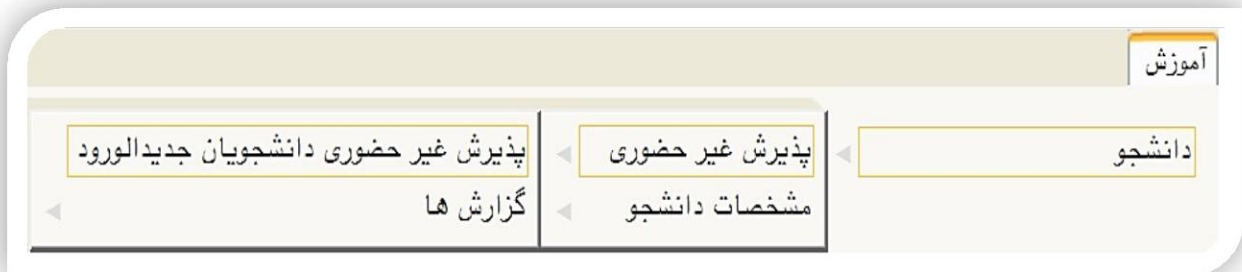 آموزش
دانشجو
پذیرش غیر حضوری
مشخصات دانشجو
پذیرش غیر حضوری دانشجویان جدیدالورود
گزارش ها